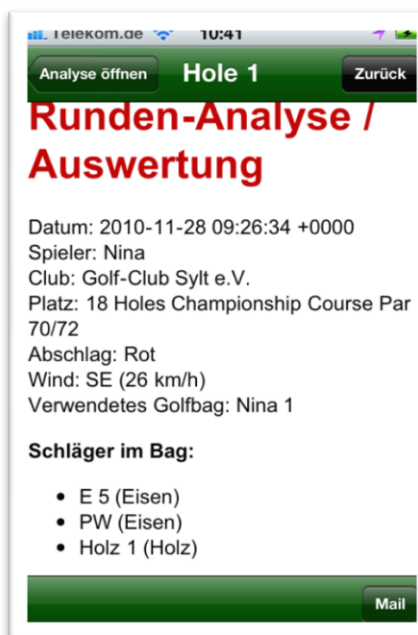 Telekom.de 10:41
Analyse öffnen Hole 1 Zurück
Runden-Analyse /
Auswertung
Datum: 2010-11-28 09:26:34 +0000
Spieler: Nina
Club: Golf-Club Sylt e.V.
Platz: 18 Holes Championship Course Par
70/72
Abschlag: Rot
Wind: SE (26 km/h)
Verwendetes Golfbag: Nina 1
Schläger im Bag:
• E 5 (Eisen)
• PW (Eisen)
• Holz 1 (Holz)
Mail